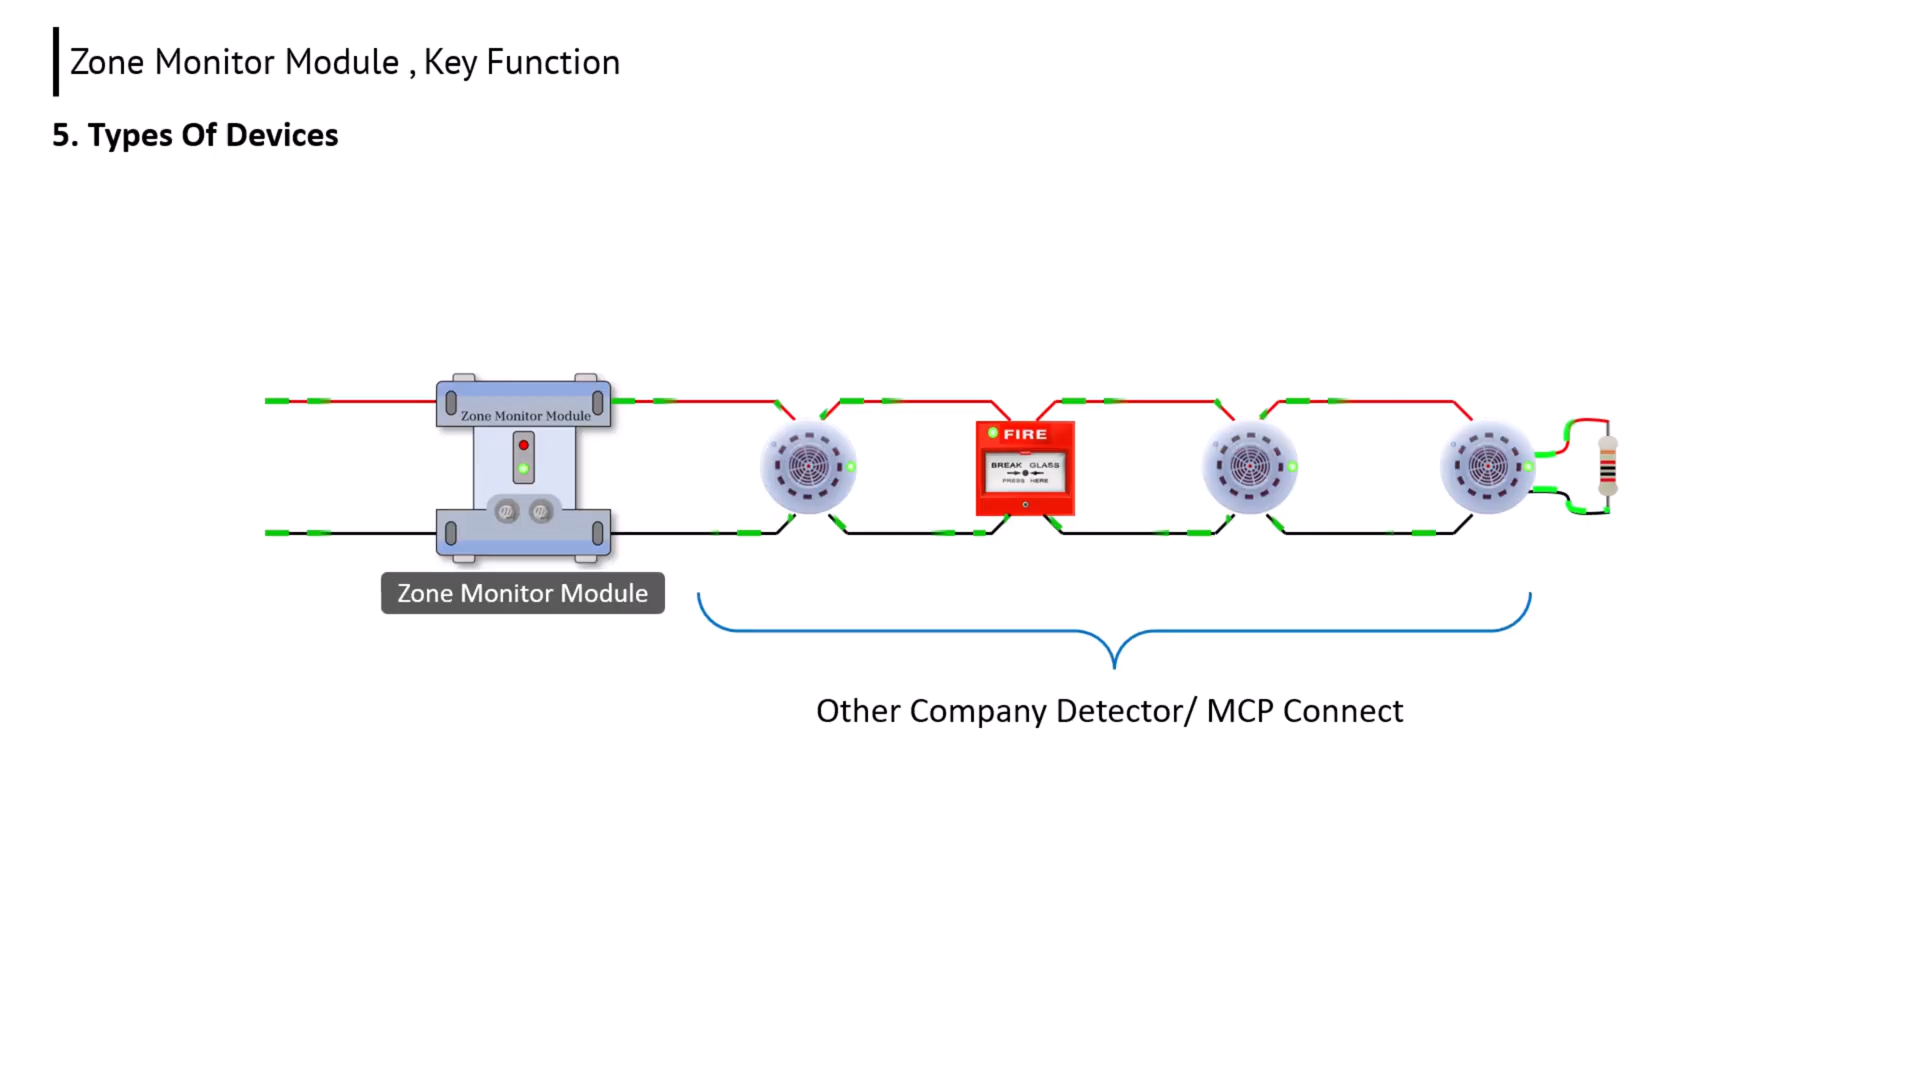 Zone Monitor Module , Key Function
5. Types Of Devices
Zone Monitor Module
FIRE
BREAK GLASS
PRESS HERE
Zone Monitor Module
Other Company Detector/ MCP Connect